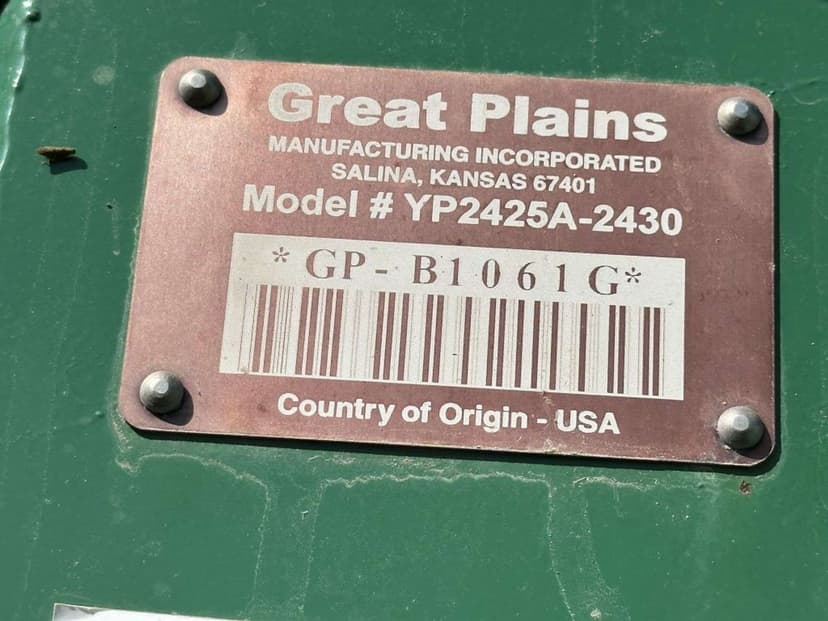 Great Plains
MANUFACTURING INCORPORATED
SALINA, KANSAS 67401
Model # YP2425A-2430
*GP-B1061G*
Country of Origin - USA